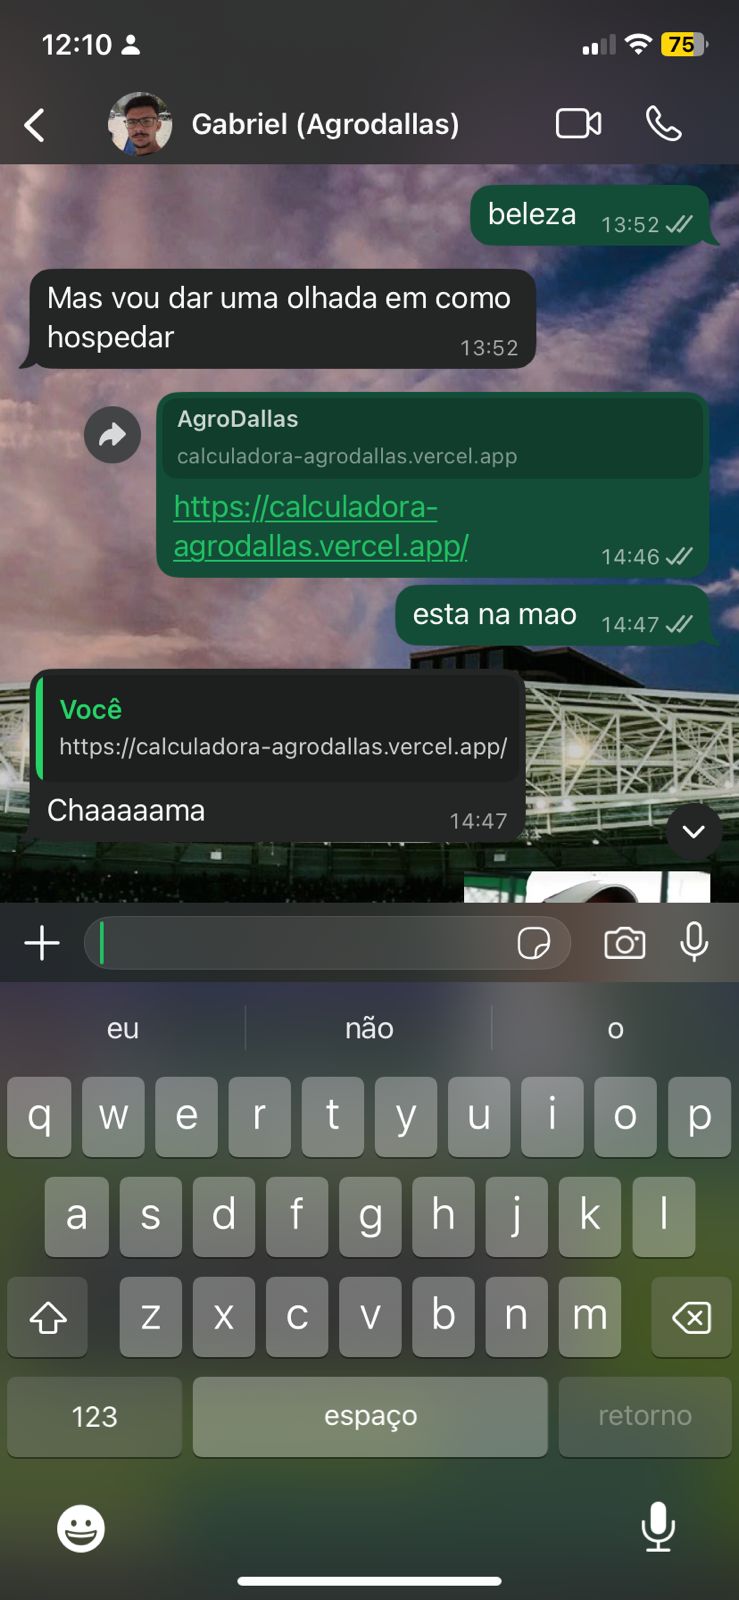 12:10
75
Gabriel (Agrodallas)
beleza
13:52
Mas vou dar uma olhada em como
hospedar
13:52
AgroDallas
calculadora-agrodallas.vercel.app
https://calculadora-
agrodallas.vercel.app/
14:46
esta na mao
14:47
Você
https://calculadora-agrodallas.vercel.app/
Chaaaaama
14:47
eu não o
q w e r t y u i o p
a s d f g h j k l
z x c v b n m
123 espaço retorno